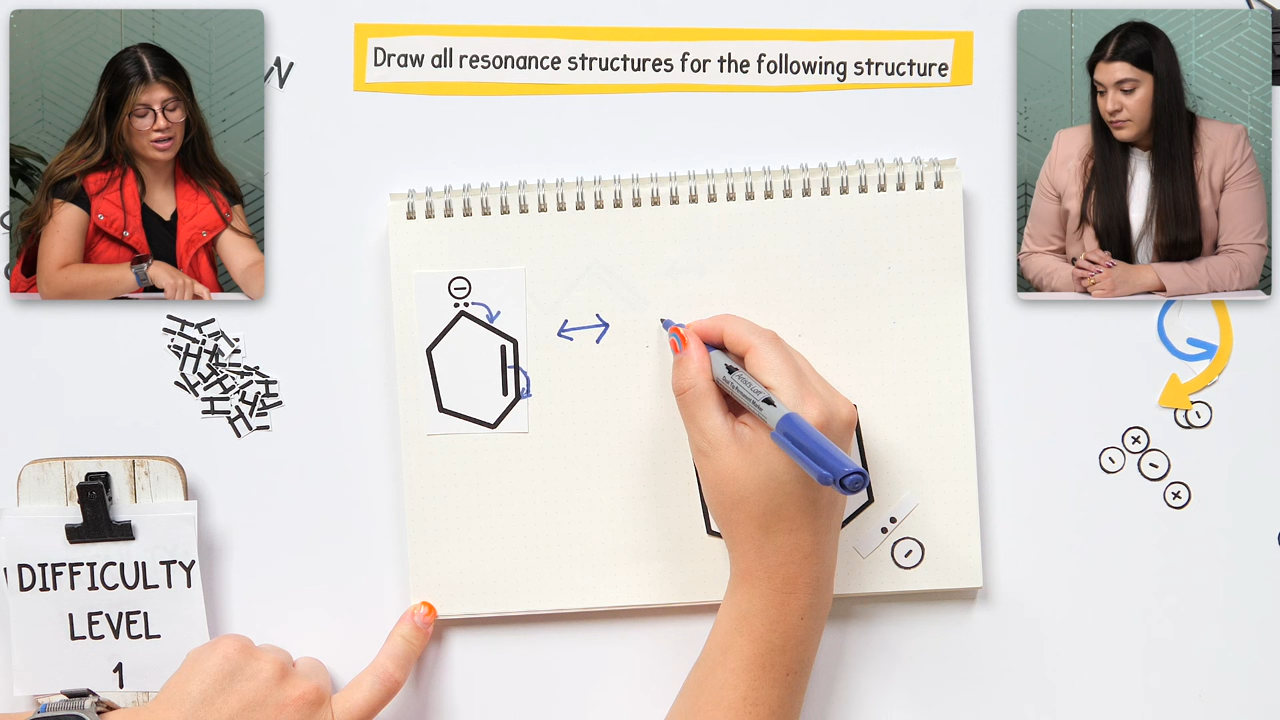 Draw all resonance structures for the following structure
DIFFICULTY
LEVEL
1